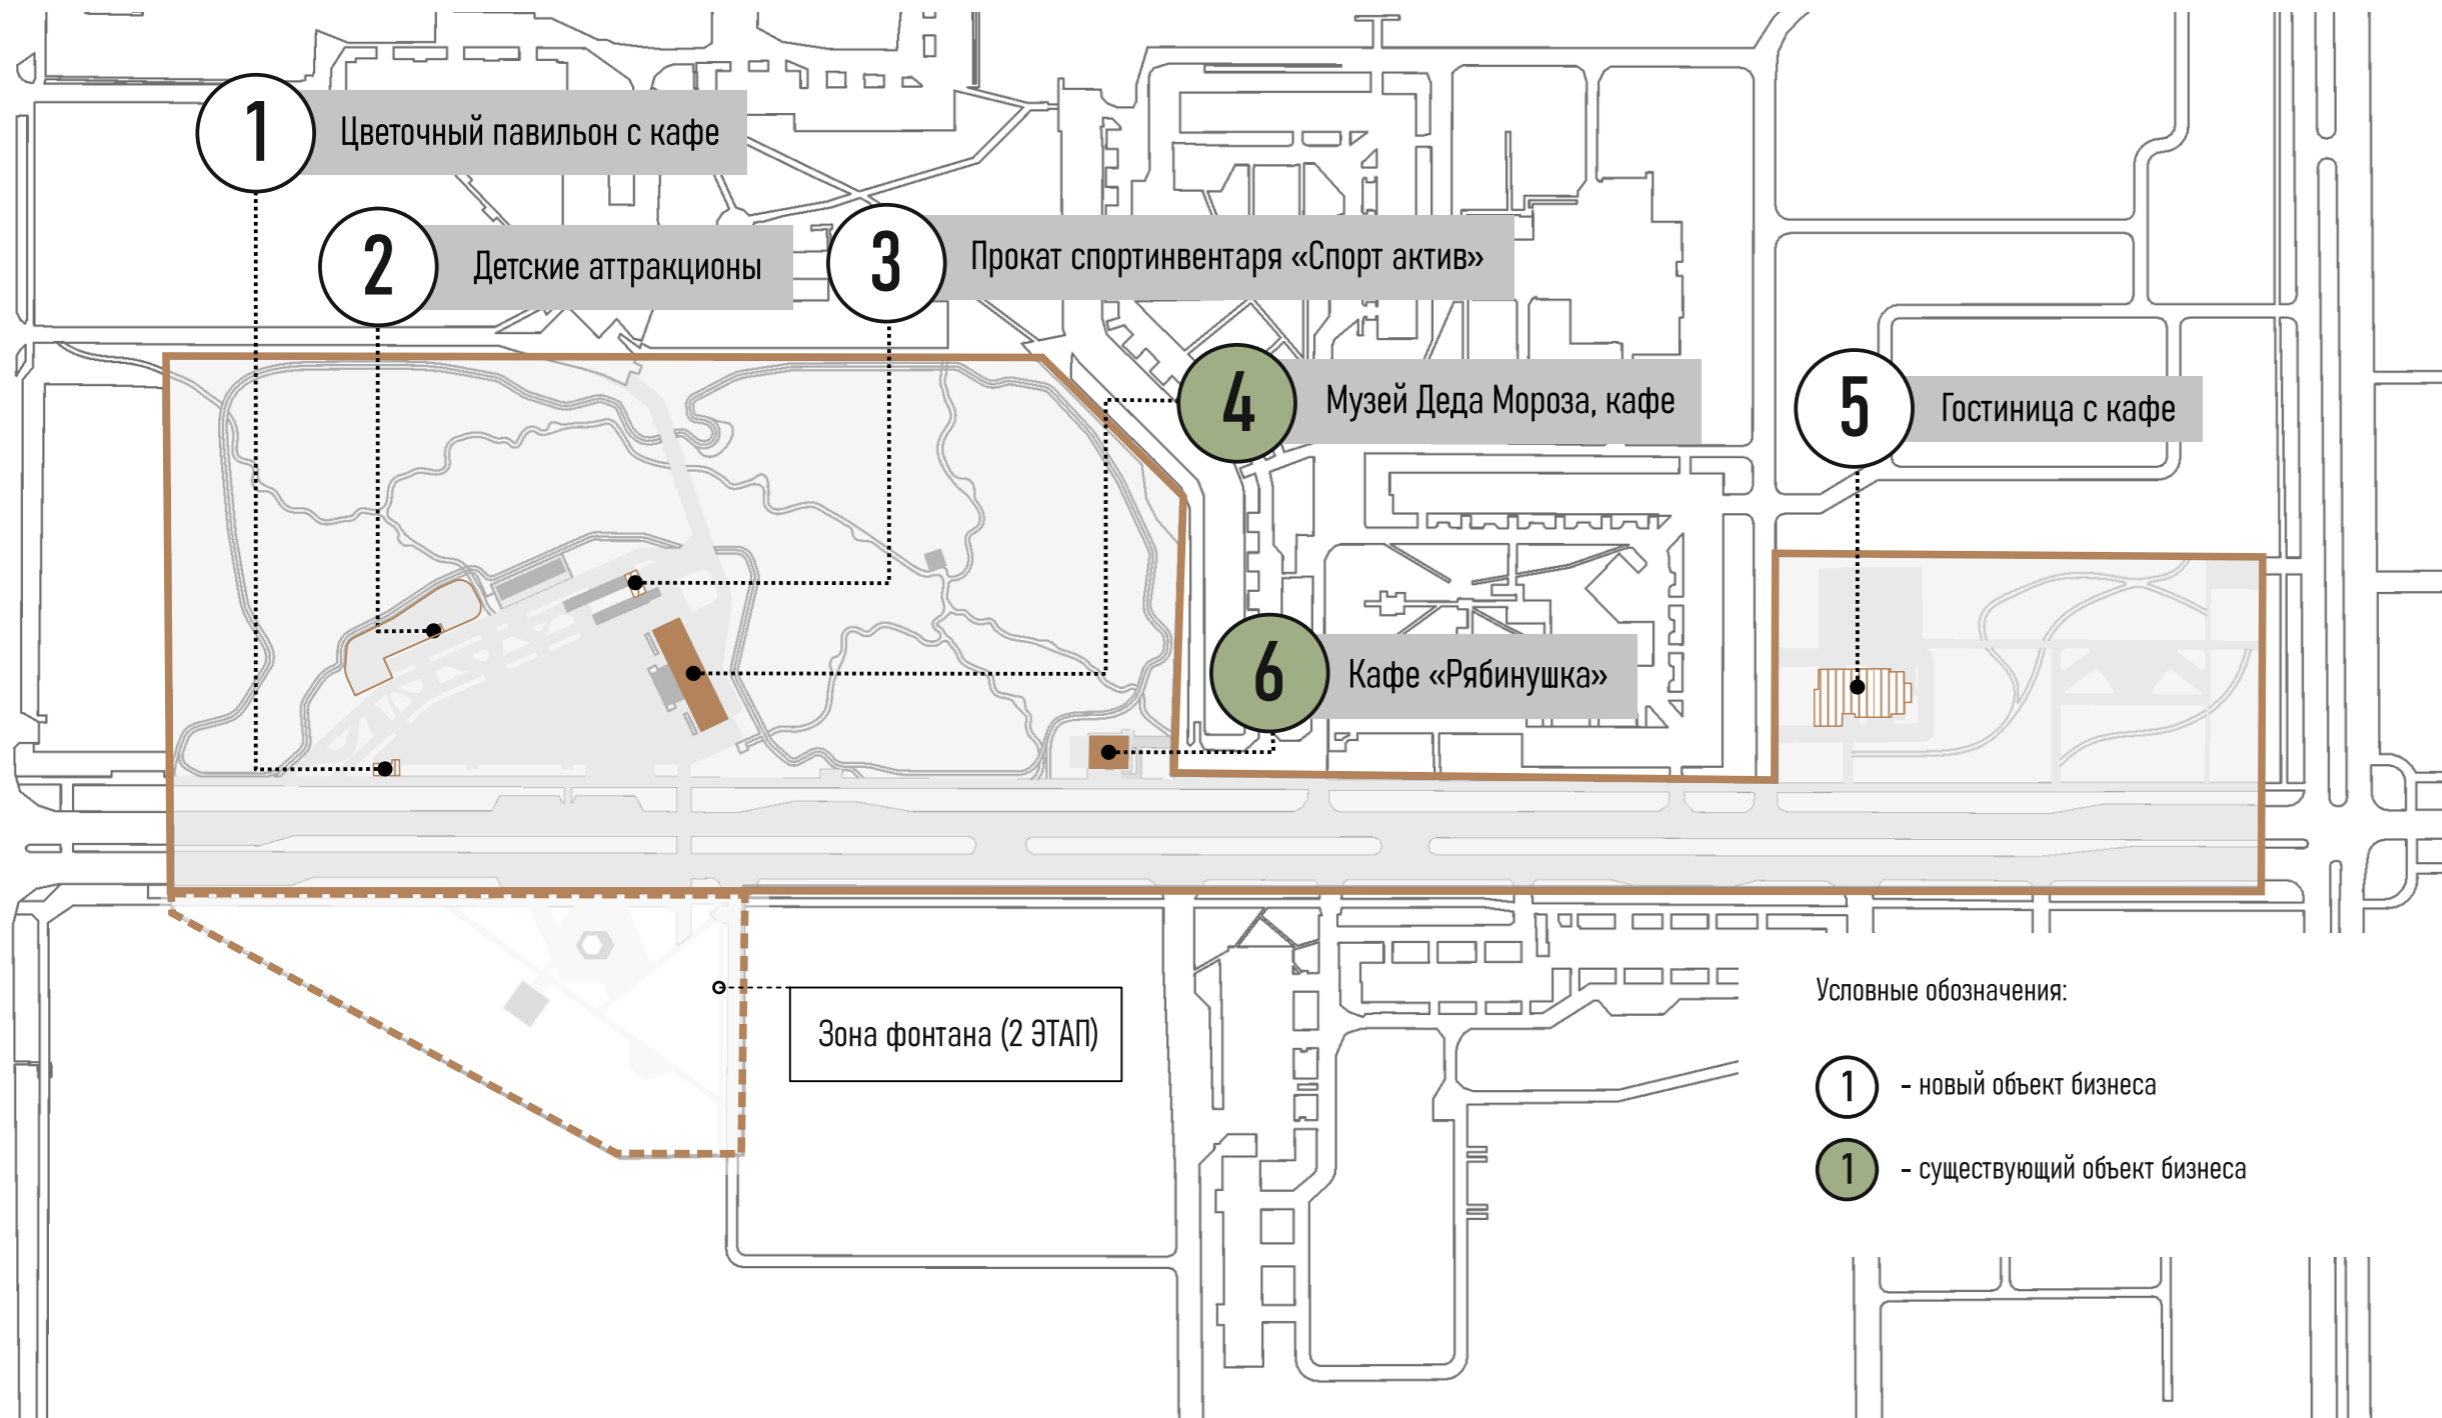 1 Цветочный павильон с кафе
2 Детские аттракционы
3 Прокат спортинвентаря «Спорт актив»
4 Музей Деда Мороза, кафе
5 Гостиница с кафе
6 Кафе «Рябинушка»
Зона фонтана (2 ЭТАП)
Условные обозначения:
1 - новый объект бизнеса
1 - существующий объект бизнеса